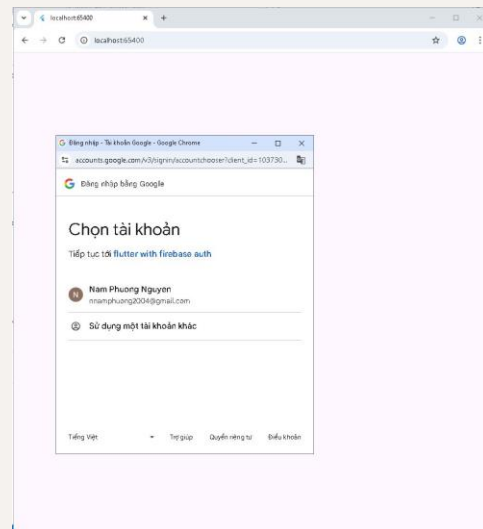 localhost:65400
localhost:65400
Đăng nhập - Tài khoản Google - Google Chrome
accounts.google.com/v3/signin/accountchooser?client_id=103730...
Đăng nhập bằng Google
Chọn tài khoản
Tiếp tục tới flutter with firebase auth
N
Nam Phuong Nguyen
nnamphuong2004@gmail.com
Sử dụng một tài khoản khác
Tiếng Việt Trợ giúp Quyền riêng tư Điều khoản